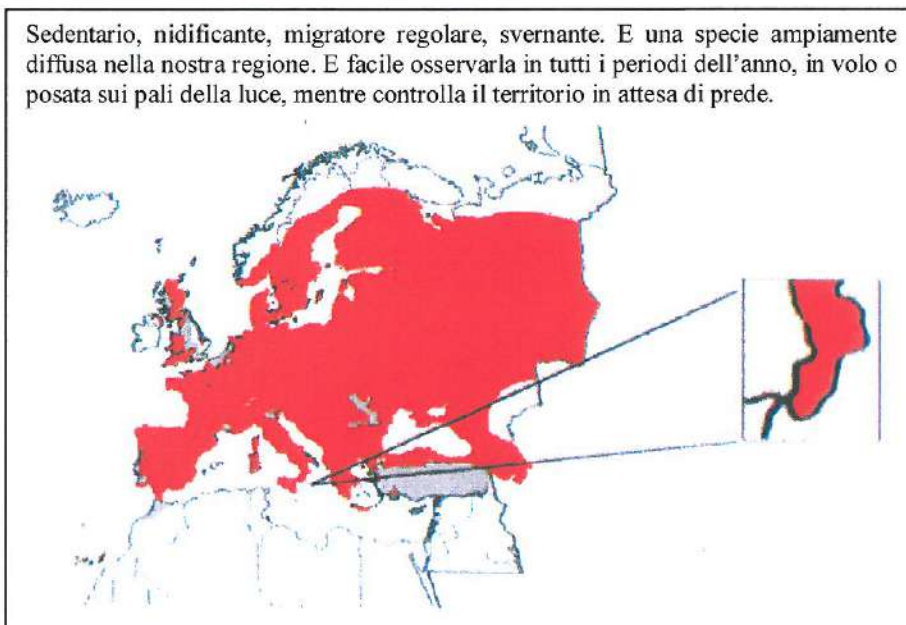 Sedentario, nidificante, migratore regolare, svernante. E una specie ampiamente
diffusa nella nostra regione. E facile osservarla in tutti i periodi dell'anno, in volo o
posata sui pali della luce, mentre controlla il territorio in attesa di prede.